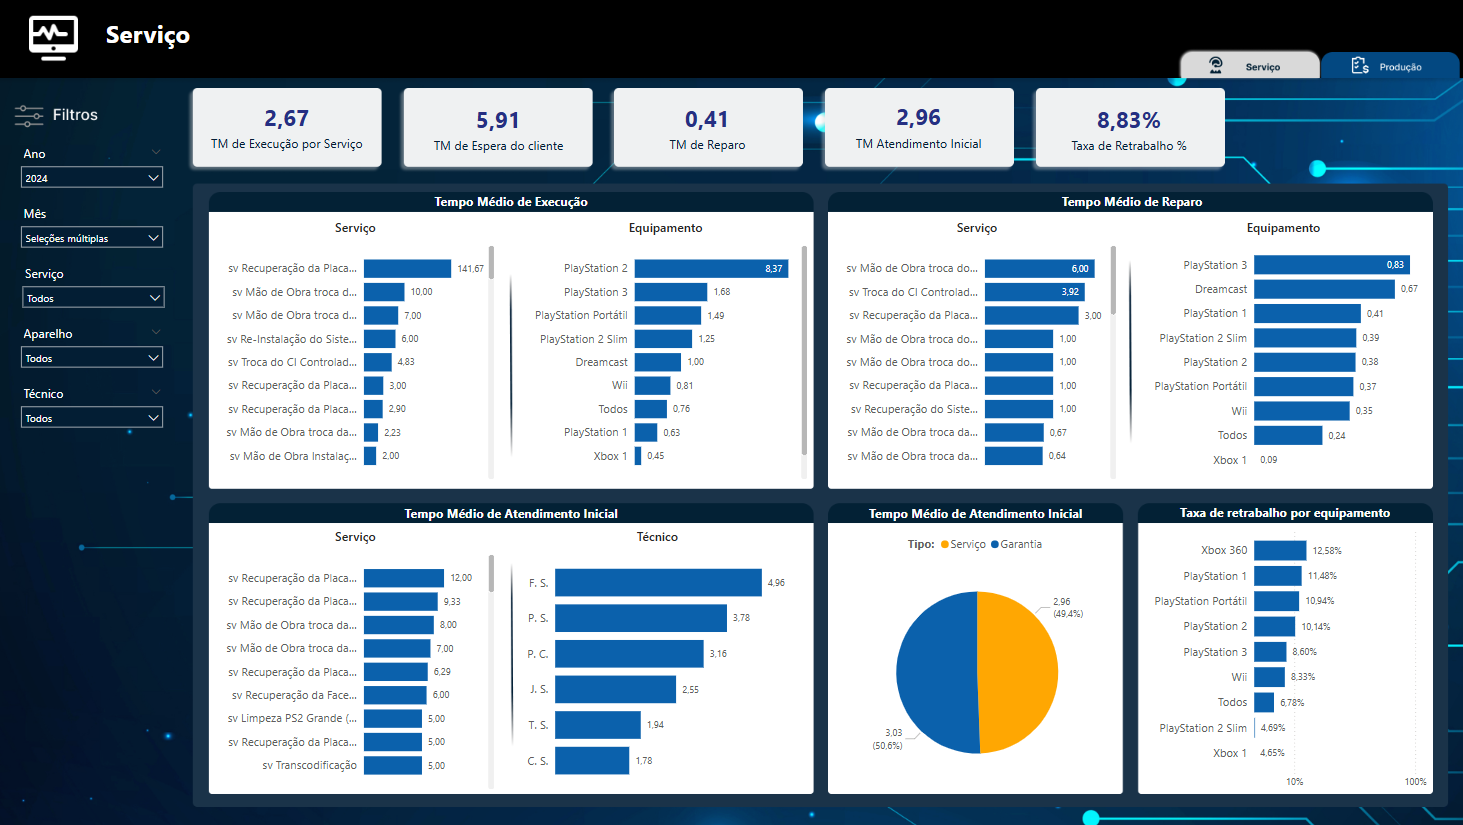 Serviço
Serviço
Produção
Filtros
Ano
2024
Mês
Seleções múltiplas
Serviço
Todos
Aparelho
Todos
Técnico
Todos
2,67
TM de Execução por Serviço
5,91
TM de Espera do cliente
0,41
TM de Reparo
2,96
TM Atendimento Inicial
8,83%
Taxa de Retrabalho %
Tempo Médio de Execução
Serviço
sv Recuperação da Placa... 141,67
sv Mão de Obra troca d... 10,00
sv Mão de Obra troca d... 7,00
sv Re-Instalação do Siste... 6,00
sv Troca do CI Controlad... 4,83
sv Recuperação da Placa... 3,00
sv Recuperação da Placa... 2,90
sv Mão de Obra troca da... 2,23
sv Mão de Obra Instalaç... 2,00
Equipamento
PlayStation 2 8,37
PlayStation 3 1,68
PlayStation Portátil 1,49
PlayStation 2 Slim 1,25
Dreamcast 1,00
Wii 0,81
Todos 0,76
PlayStation 1 0,63
Xbox 1 0,45
Tempo Médio de Reparo
Serviço
sv Mão de Obra troca do... 6,00
sv Troca do CI Controlad... 3,92
sv Recuperação da Placa... 3,00
sv Mão de Obra troca do... 1,00
sv Mão de Obra troca do... 1,00
sv Recuperação da Placa... 1,00
sv Recuperação do Siste... 1,00
sv Mão de Obra troca da... 0,67
sv Mão de Obra troca da... 0,64
Equipamento
PlayStation 3 0,83
Dreamcast 0,67
PlayStation 1 0,41
PlayStation 2 Slim 0,39
PlayStation 2 0,38
PlayStation Portátil 0,37
Wii 0,35
Todos 0,24
Xbox 1 0,09
Tempo Médio de Atendimento Inicial
Serviço
sv Recuperação da Placa... 12,00
sv Recuperação da Placa... 9,33
sv Mão de Obra troca da... 8,00
sv Mão de Obra troca da... 7,00
sv Recuperação da Placa... 6,29
sv Recuperação da Face... 6,00
sv Limpeza PS2 Grande (... 5,00
sv Recuperação da Placa... 5,00
sv Transcodificação 5,00
Técnico
F. S. 4,96
P. S. 3,78
P. C. 3,16
J. S. 2,55
T. S. 1,94
C. S. 1,78
Tempo Médio de Atendimento Inicial
Tipo: Serviço Garantia
2,96
(49,4%)
3,03
(50,6%)
Taxa de retrabalho por equipamento
Xbox 360 12,58%
PlayStation 1 11,48%
PlayStation Portátil 10,94%
PlayStation 2 10,14%
PlayStation 3 8,60%
Wii 8,33%
Todos 6,78%
PlayStation 2 Slim 4,69%
Xbox 1 4,65%
10% 100%